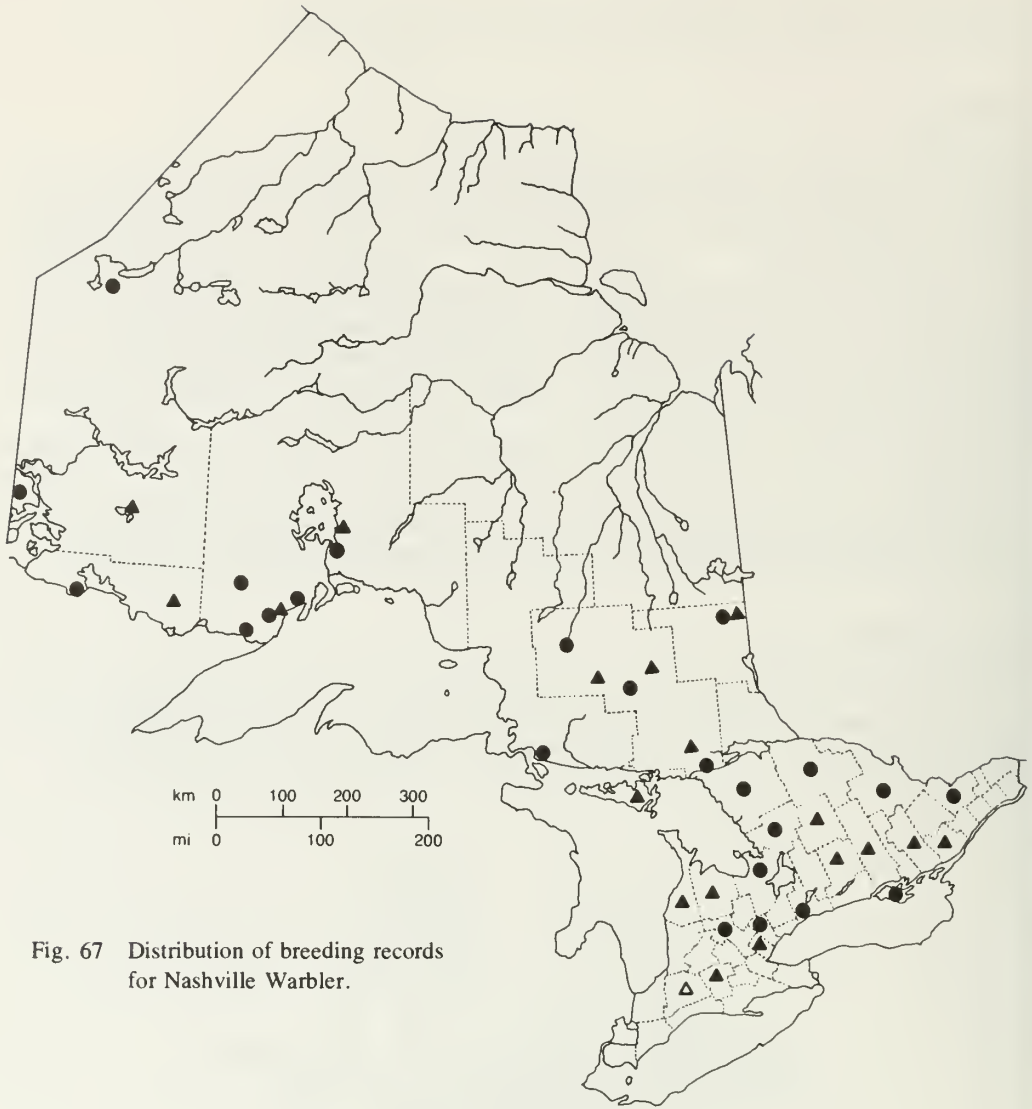 km 0 100 200 300
mi 0 100 200
Fig. 67 Distribution of breeding records
for Nashville Warbler.